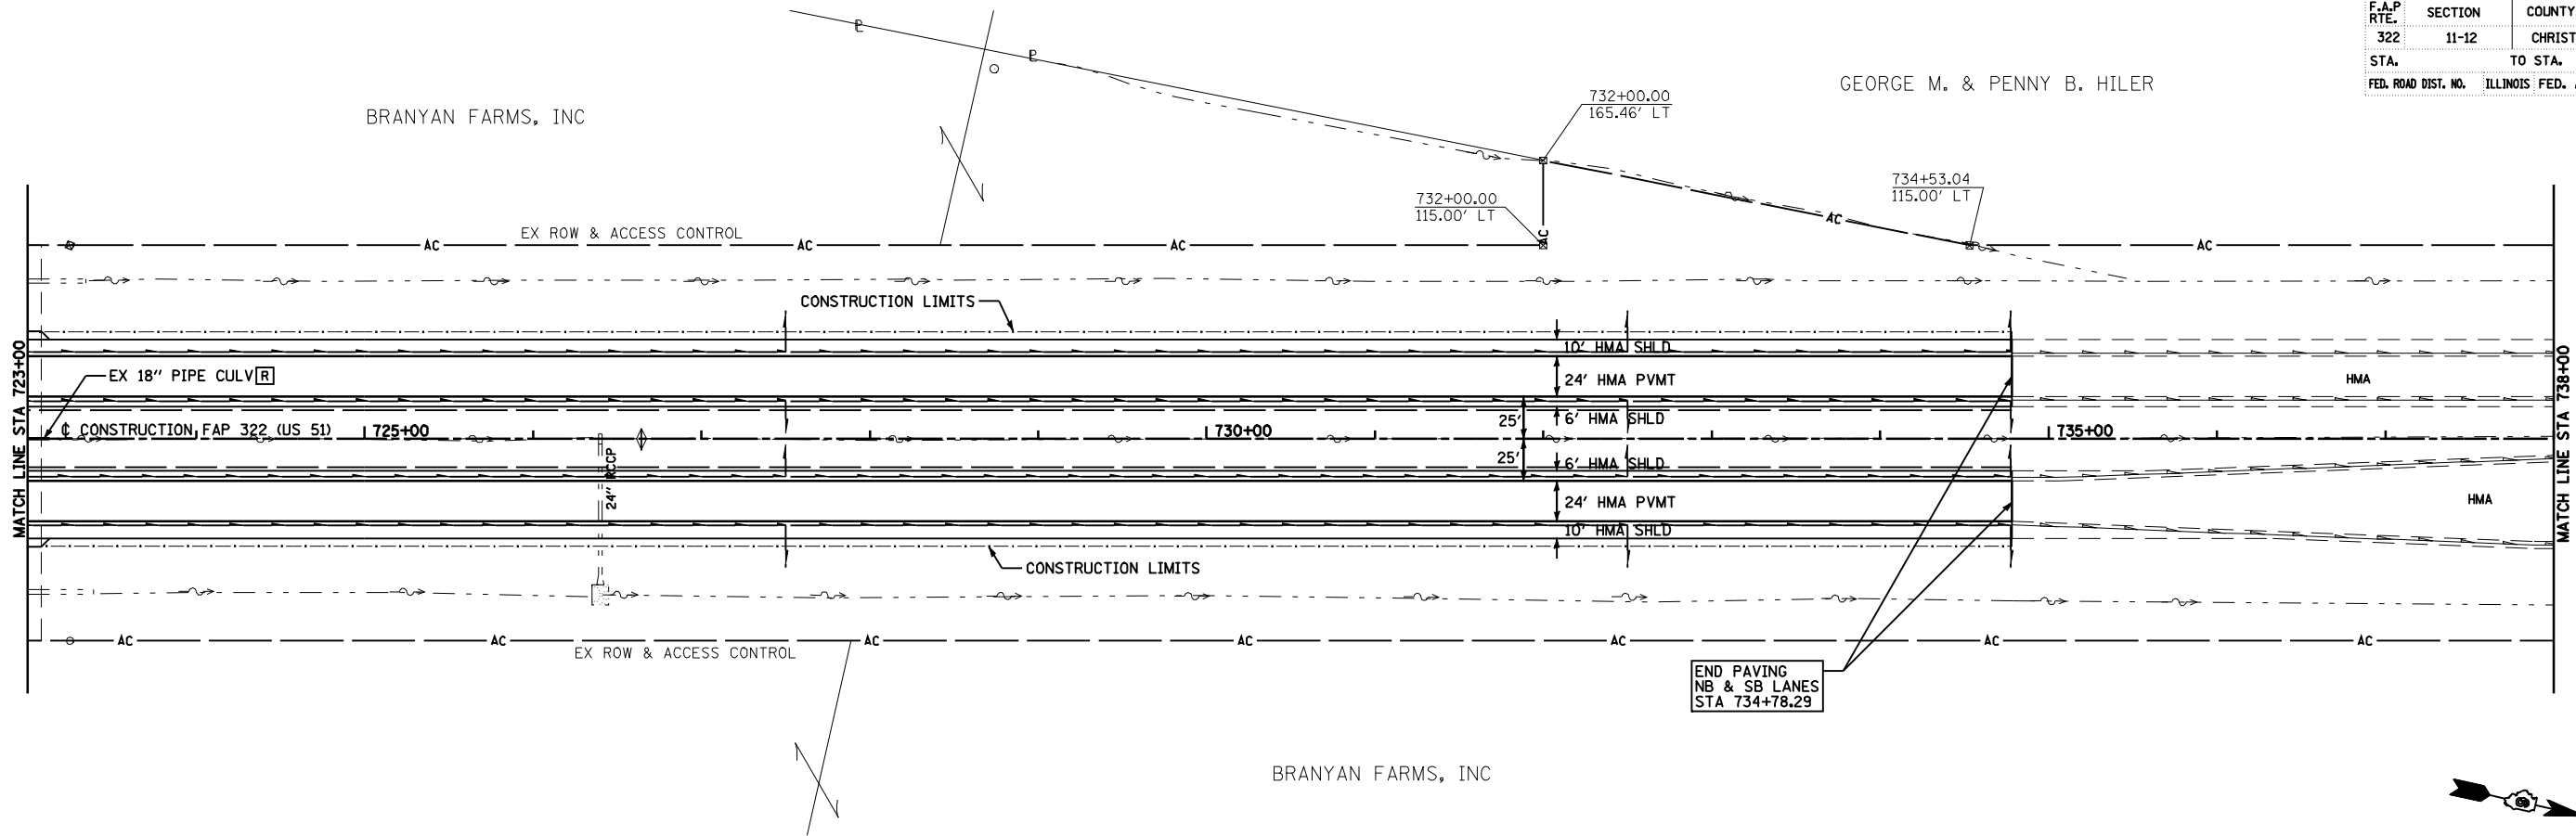 F.A.P RTE. SECTION COUNTY
322 11-12 CHRIST
STA. TO STA.
FED. ROAD DIST. NO. ILLINOIS FED.
P
P
GEORGE M. & PENNY B. HILER
BRANYAN FARMS, INC
732+00.00
165.46' LT
732+00.00
115.00' LT
734+53.04
115.00' LT
EX ROW & ACCESS CONTROL
AC AC AC AC AC AC
CONSTRUCTION LIMITS
10' HMA SHLD
24' HMA PVMT
6' HMA SHLD
HMA
MATCH LINE STA 723+00
EX 18" PIPE CULV R
℄ CONSTRUCTION FAP 322 (US 51)
725+00
730+00
735+00
25'
25'
24" RCCP
6' HMA SHLD
24' HMA PVMT
10' HMA SHLD
HMA
MATCH LINE STA 738+00
CONSTRUCTION LIMITS
AC AC AC AC AC AC AC
EX ROW & ACCESS CONTROL
END PAVING
NB & SB LANES
STA 734+78.29
BRANYAN FARMS, INC